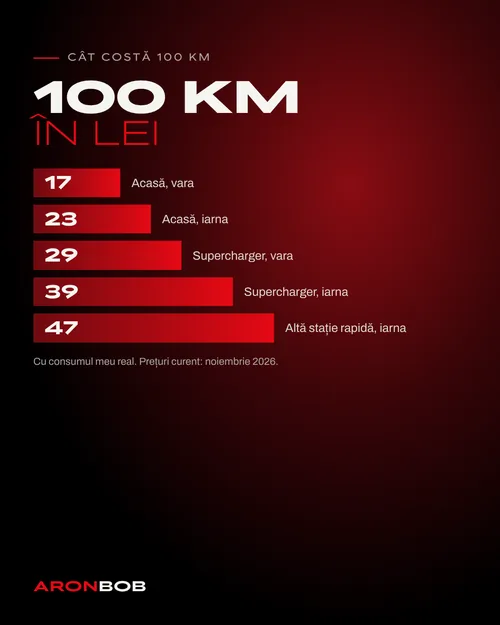 CÂT COSTĂ 100 KM
100 KM
ÎN LEI
17 Acasă, vara
23 Acasă, iarna
29 Supercharger, vara
39 Supercharger, iarna
47 Altă stație rapidă, iarna
Cu consumul meu real. Prețuri curent: noiembrie 2026.
ARONBOB